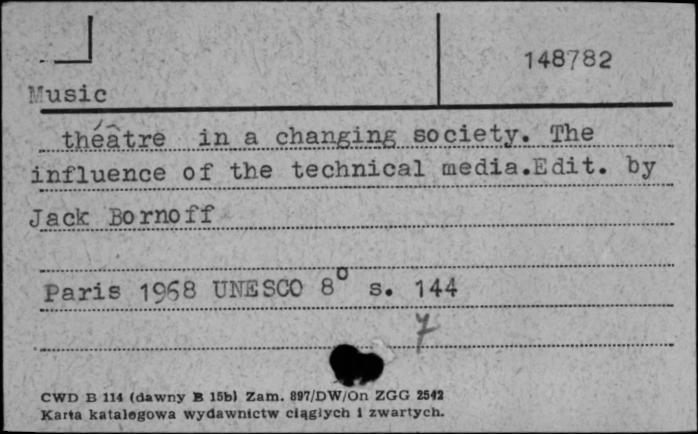 148782
Music
théâtre in a changing society. The
influence of the technical media.Edit. by
Jack Bornoff
Paris 1968 UNESCO 8° s. 144
7
CWD B 114 (dawny B 15b) Zam. 897/DW/On ZGG 2542
Karta katalogowa wydawnictw ciągłych i zwartych.